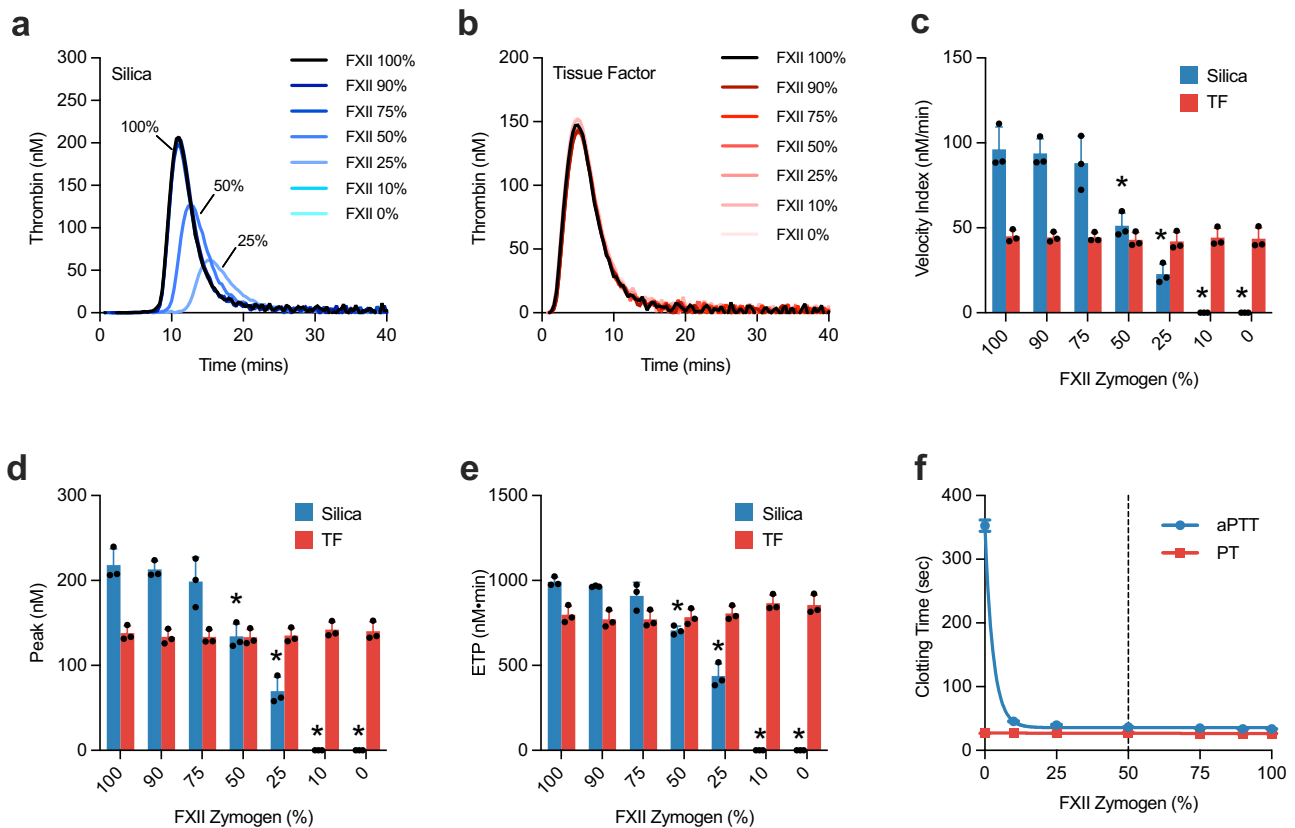 a
Silica
300
250
200
150
100
50
0
Thrombin (nM)
0
10
20
30
40
Time (mins)
100%
50%
25%
FXII 100%
FXII 90%
FXII 75%
FXII 50%
FXII 25%
FXII 10%
FXII 0%
b
Tissue Factor
200
150
100
50
0
Thrombin (nM)
0
10
20
30
40
Time (mins)
FXII 100%
FXII 90%
FXII 75%
FXII 50%
FXII 25%
FXII 10%
FXII 0%
c
150
100
50
0
Velocity Index (nM/min)
Silica
TF
*
*
*
*
100
90
75
50
25
10
0
FXII Zymogen (%)
d
300
200
100
0
Peak (nM)
Silica
TF
*
*
*
*
100
90
75
50
25
10
0
FXII Zymogen (%)
e
1500
1000
500
0
ETP (nM•min)
Silica
TF
*
*
*
*
100
90
75
50
25
10
0
FXII Zymogen (%)
f
400
300
200
100
0
Clotting Time (sec)
aPTT
PT
0
25
50
75
100
FXII Zymogen (%)